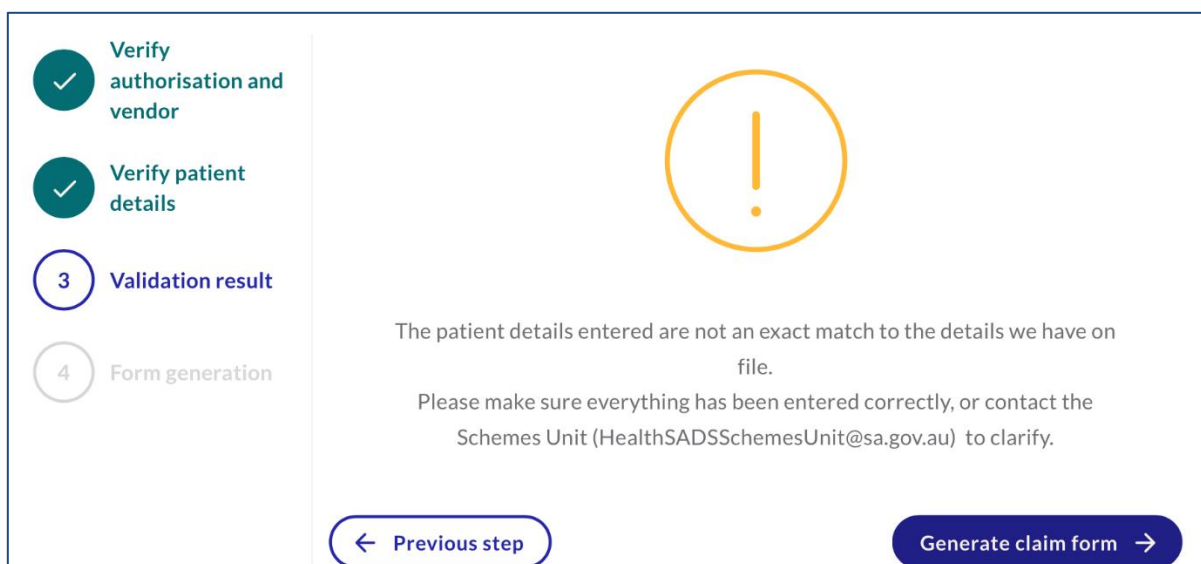 Verify
authorisation and
vendor
Verify patient
details
3
Validation result
4
Form generation
!
The patient details entered are not an exact match to the details we have on
file.
Please make sure everything has been entered correctly, or contact the
Schemes Unit (HealthSADSSchemesUnit@sa.gov.au) to clarify.
← Previous step
Generate claim form →